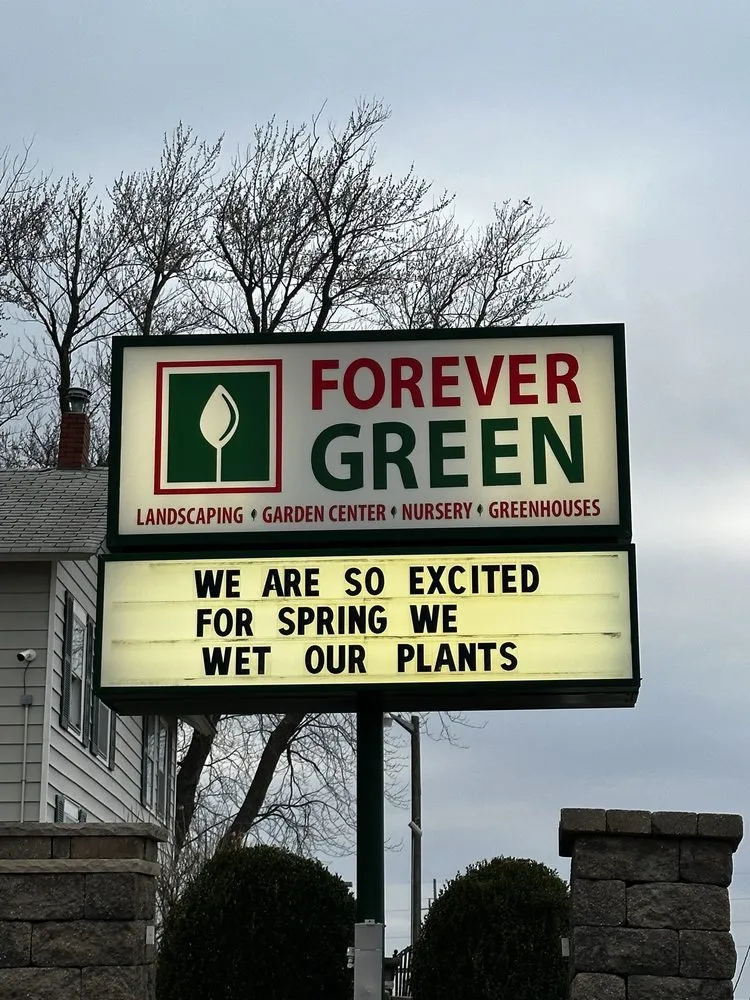 FOREVER
GREEN
LANDSCAPING • GARDEN CENTER • NURSERY • GREENHOUSES
WE ARE SO EXCITED
FOR SPRING WE
WET OUR PLANTS